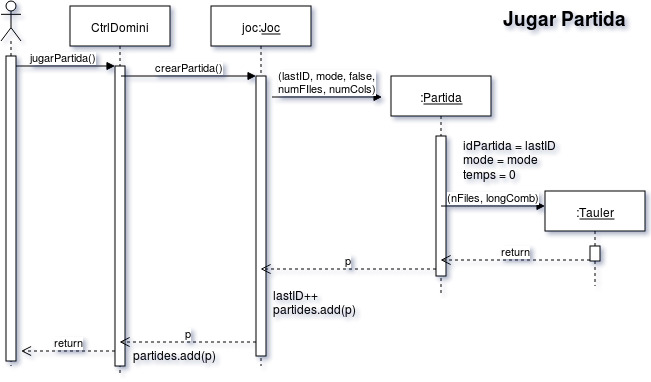 Jugar Partida
CtrlDomini
joc:Joc
jugarPartida()
crearPartida()
(lastID, mode, false,
numFIles, numCols)
:Partida
idPartida = lastID
mode = mode
temps = 0
(nFiles, longComb)
:Tauler
return
p
lastID++
partides.add(p)
p
return
partides.add(p)